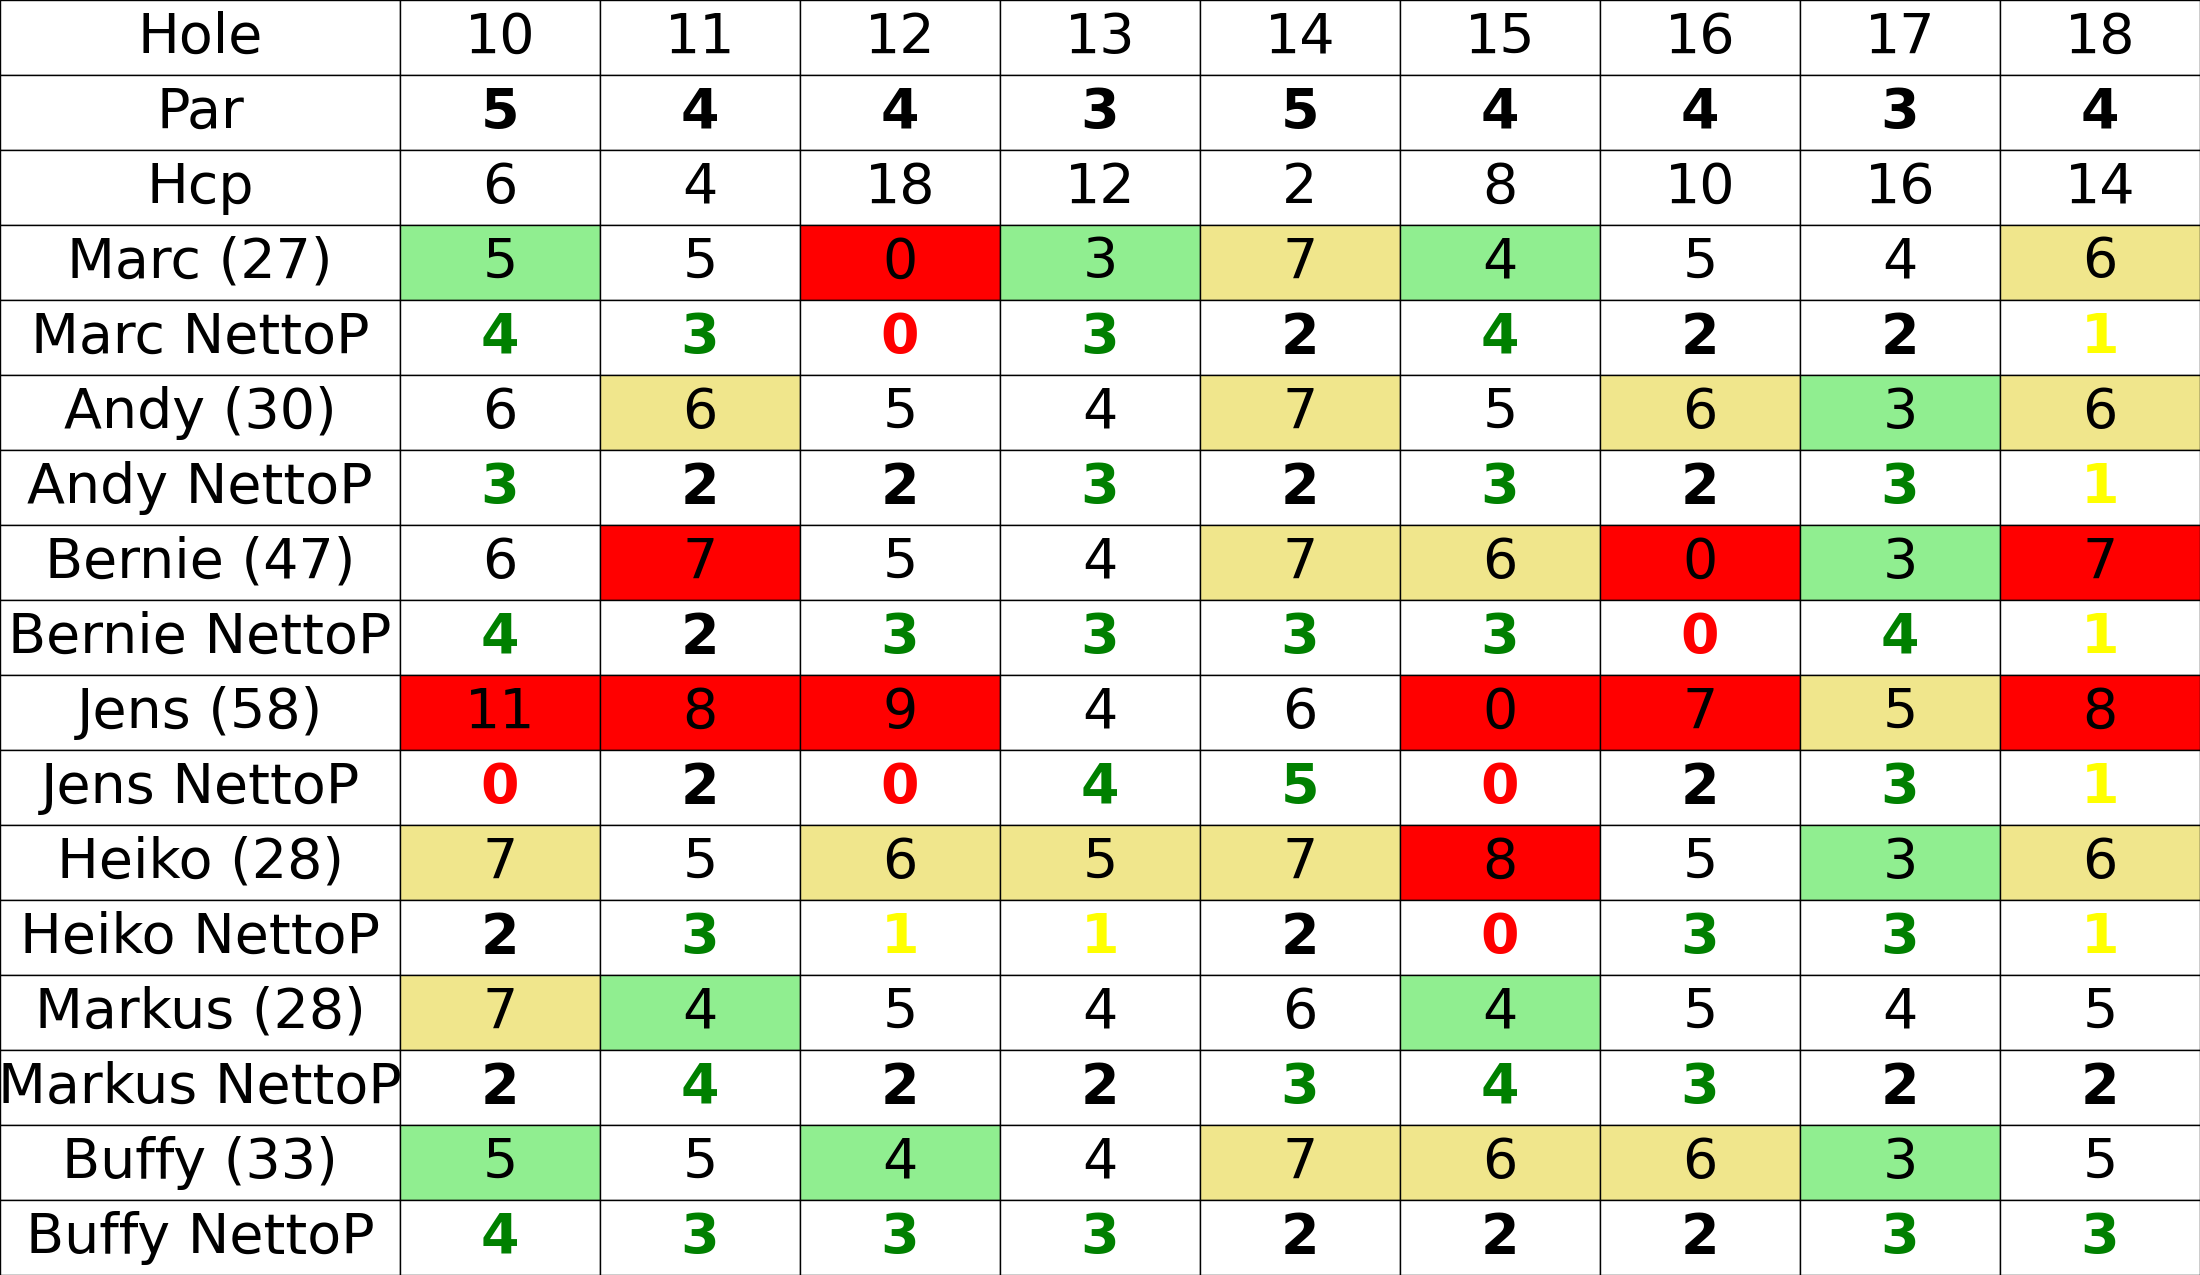 Hole 10 11 12 13 14 15 16 17 18
Par 5 4 4 3 5 4 4 3 4
Hcp 6 4 18 12 2 8 10 16 14
Marc (27) 5 5 0 3 7 4 5 4 6
Marc NettoP 4 3 0 3 2 4 2 2 1
Andy (30) 6 6 5 4 7 5 6 3 6
Andy NettoP 3 2 2 3 2 3 2 3 1
Bernie (47) 6 7 5 4 7 6 0 3 7
Bernie NettoP 4 2 3 3 3 3 0 4 1
Jens (58) 11 8 9 4 6 0 7 5 8
Jens NettoP 0 2 0 4 5 0 2 3 1
Heiko (28) 7 5 6 5 7 8 5 3 6
Heiko NettoP 2 3 1 1 2 0 3 3 1
Markus (28) 7 4 5 4 6 4 5 4 5
Markus NettoP 2 4 2 2 3 4 3 2 2
Buffy (33) 5 5 4 4 7 6 6 3 5
Buffy NettoP 4 3 3 3 2 2 2 3 3